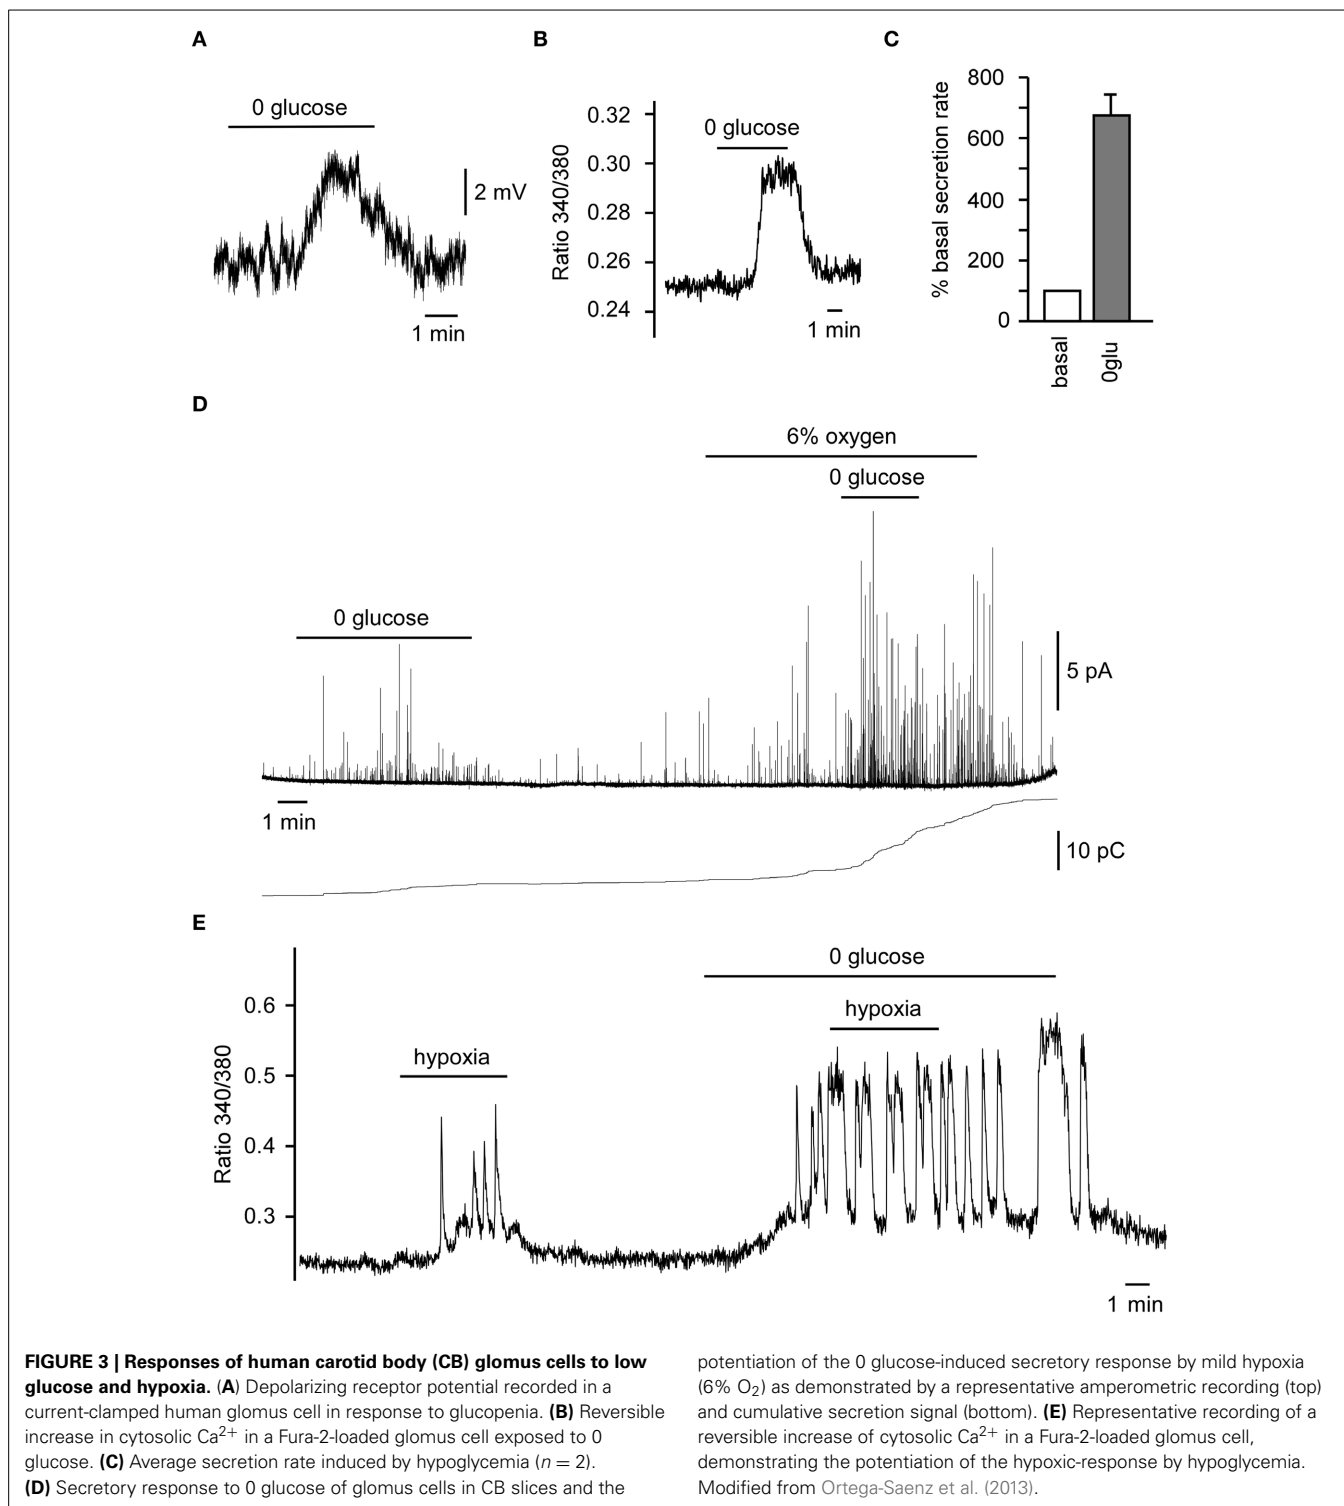 A
0 glucose
2 mV
1 min
B
0.32
0.30
0.28
0.26
0.24
Ratio 340/380
0 glucose
1 min
C
800
600
400
200
0
% basal secretion rate
basal
0glu
D
6% oxygen
0 glucose
0 glucose
5 pA
1 min
10 pC
E
0 glucose
hypoxia
hypoxia
0.6
0.5
0.4
0.3
Ratio 340/380
1 min
FIGURE 3 | Responses of human carotid body (CB) glomus cells to low
glucose and hypoxia. (A) Depolarizing receptor potential recorded in a
current-clamped human glomus cell in response to glucopenia. (B) Reversible
increase in cytosolic Ca²⁺ in a Fura-2-loaded glomus cell exposed to 0
glucose. (C) Average secretion rate induced by hypoglycemia (n = 2).
(D) Secretory response to 0 glucose of glomus cells in CB slices and the
potentiation of the 0 glucose-induced secretory response by mild hypoxia
(6% O₂) as demonstrated by a representative amperometric recording (top)
and cumulative secretion signal (bottom). (E) Representative recording of a
reversible increase of cytosolic Ca²⁺ in a Fura-2-loaded glomus cell,
demonstrating the potentiation of the hypoxic-response by hypoglycemia.
Modified from Ortega-Saenz et al. (2013).